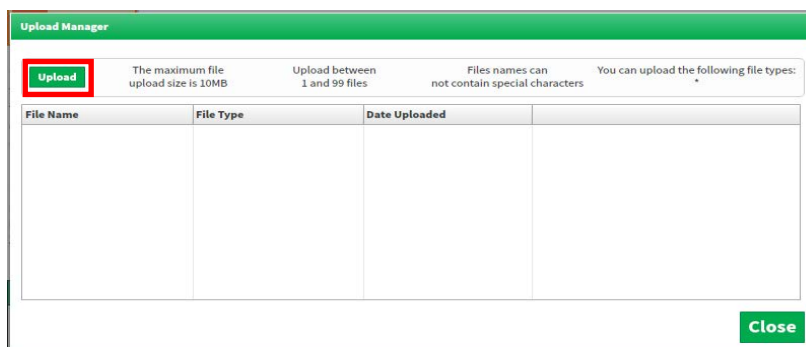 Upload Manager
Upload
The maximum file
upload size is 10MB
Upload between
1 and 99 files
Files names can
not contain special characters
You can upload the following file types:
*
File Name
File Type
Date Uploaded
Close